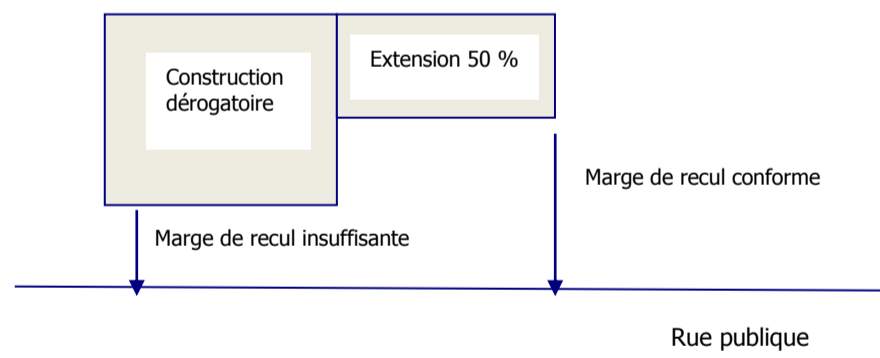 Construction
dérogatoire
Extension 50 %
Marge de recul conforme
Marge de recul insuffisante
Rue publique